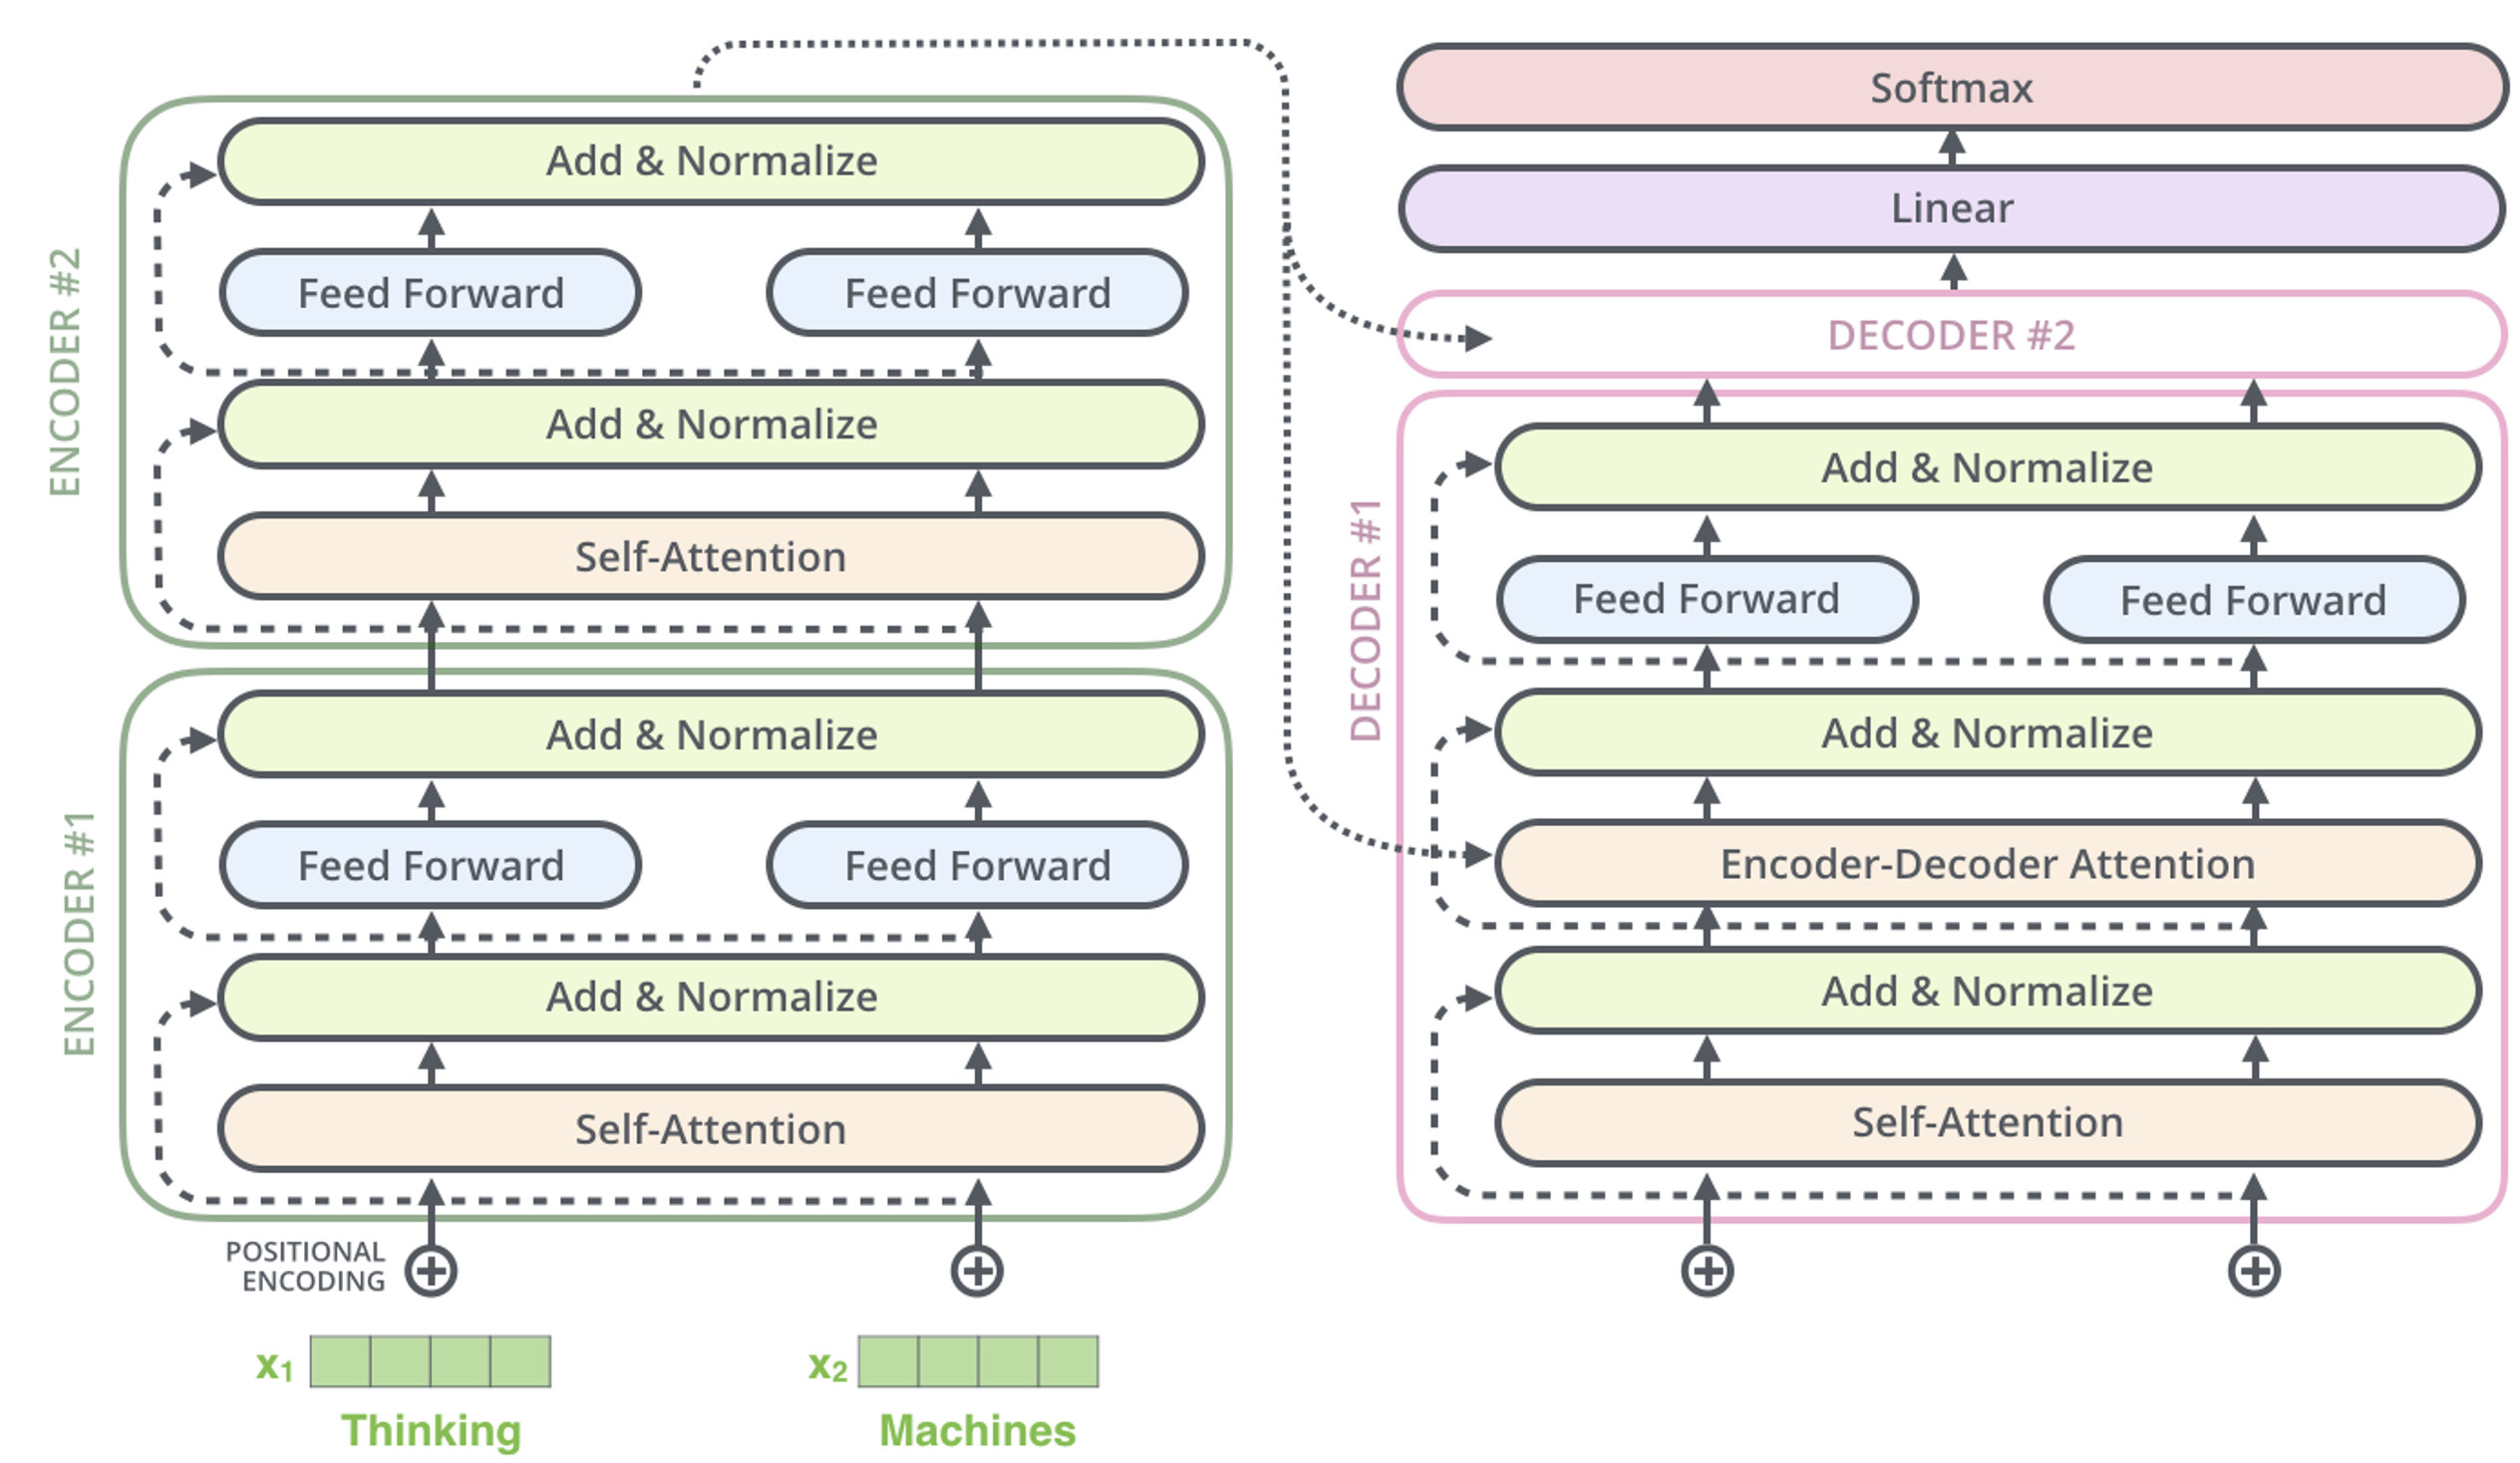 ENCODER #2
Add & Normalize
Feed Forward
Feed Forward
Add & Normalize
Self-Attention
ENCODER #1
Add & Normalize
Feed Forward
Feed Forward
Add & Normalize
Self-Attention
POSITIONAL
ENCODING
x1
x2
Thinking
Machines
Softmax
Linear
DECODER #2
DECODER #1
Add & Normalize
Feed Forward
Feed Forward
Add & Normalize
Encoder-Decoder Attention
Add & Normalize
Self-Attention